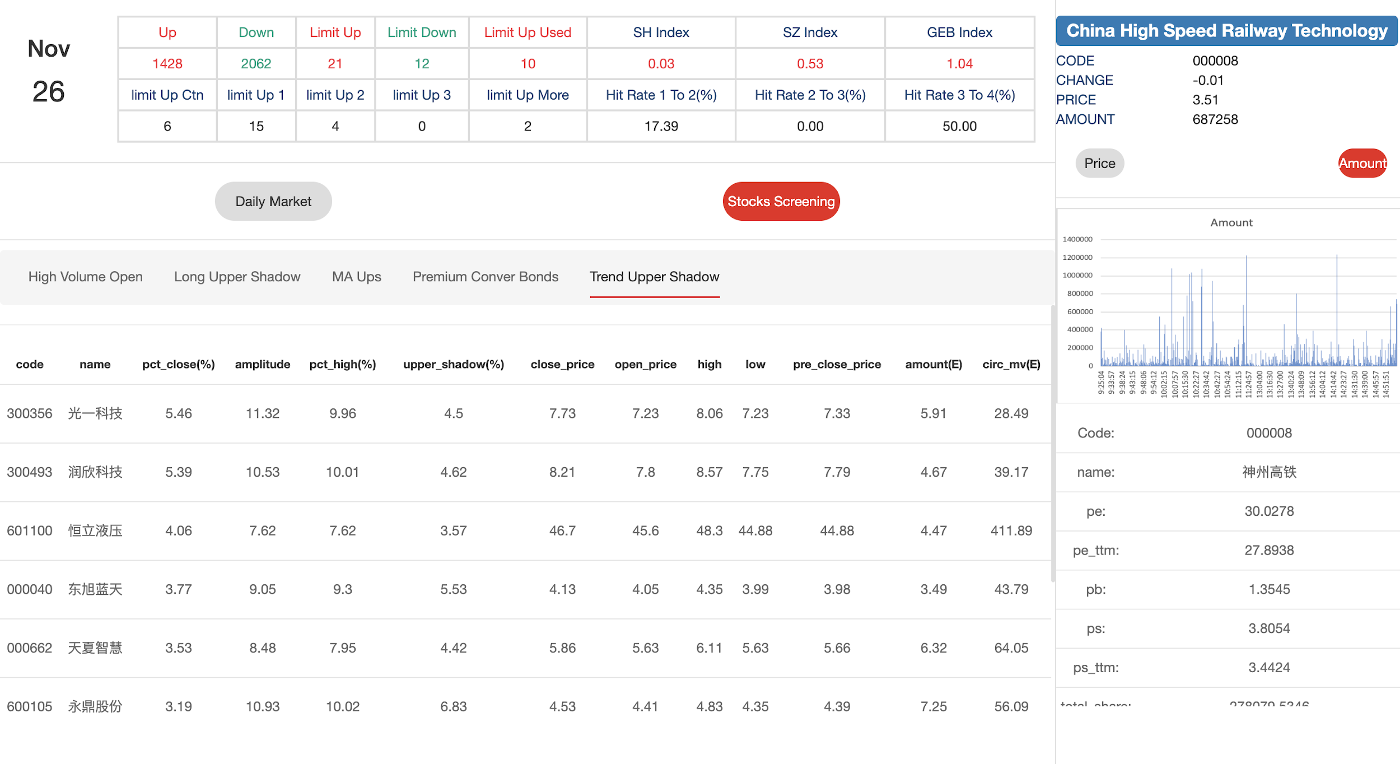 Nov
26
Up Down Limit Up Limit Down Limit Up Used SH Index SZ Index GEB Index
1428 2062 21 12 10 0.03 0.53 1.04
limit Up Ctn limit Up 1 limit Up 2 limit Up 3 limit Up More Hit Rate 1 To 2(%) Hit Rate 2 To 3(%) Hit Rate 3 To 4(%)
6 15 4 0 2 17.39 0.00 50.00
Daily Market Stocks Screening
High Volume Open Long Upper Shadow MA Ups Premium Conver Bonds Trend Upper Shadow
code name pct_close(%) amplitude pct_high(%) upper_shadow(%) close_price open_price high low pre_close_price amount(E) circ_mv(E)
300356 光一科技 5.46 11.32 9.96 4.5 7.73 7.23 8.06 7.23 7.33 5.91 28.49
300493 润欣科技 5.39 10.53 10.01 4.62 8.21 7.8 8.57 7.75 7.79 4.67 39.17
601100 恒立液压 4.06 7.62 7.62 3.57 46.7 45.6 48.3 44.88 44.88 4.47 411.89
000040 东旭蓝天 3.77 9.05 9.3 5.53 4.13 4.05 4.35 3.99 3.98 3.49 43.79
000662 天夏智慧 3.53 8.48 7.95 4.42 5.86 5.63 6.11 5.63 5.66 6.32 64.05
600105 永鼎股份 3.19 10.93 10.02 6.83 4.53 4.41 4.83 4.35 4.39 7.25 56.09
China High Speed Railway Technology
CODE 000008
CHANGE -0.01
PRICE 3.51
AMOUNT 687258
Price Amount
Amount
1400000
1200000
1000000
800000
600000
400000
200000
0
9:25:04 9:33:57 9:38:24 9:43:15 9:48:06 9:54:12 10:02:15 10:07:57 10:15:30 10:22:27 10:34:42 10:42:27 10:54:24 11:12:15 11:24:57 13:04:00 13:16:30 13:27:00 13:40:24 13:48:09 13:56:12 14:04:12 14:14:42 14:23:27 14:31:30 14:39:00 14:45:57 14:51:51
Code: 000008
name: 神州高铁
pe: 30.0278
pe_ttm: 27.8938
pb: 1.3545
ps: 3.8054
ps_ttm: 3.4424
total_share: 278079.5346